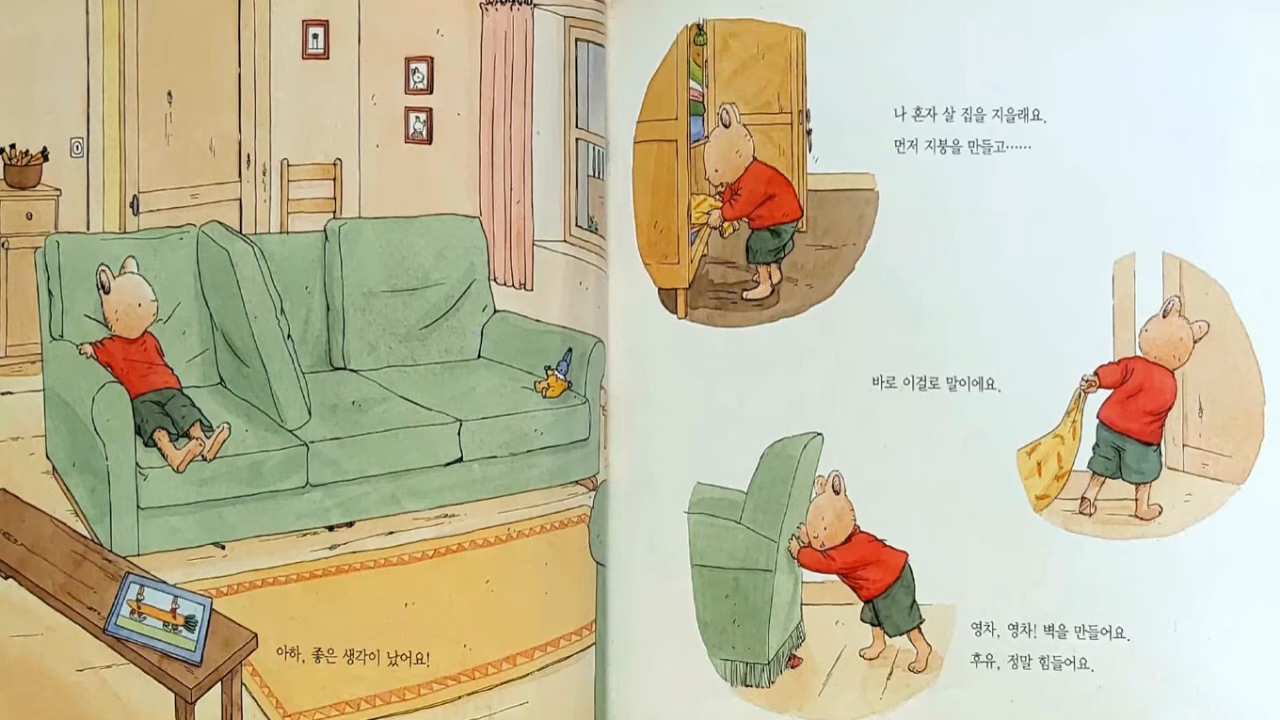 아하, 좋은 생각이 났어요!
나 혼자 살 집을 지을래요.
먼저 지붕을 만들고……
바로 이걸로 말이에요.
영차, 영차! 벽을 만들어요.
후유, 정말 힘들어요.